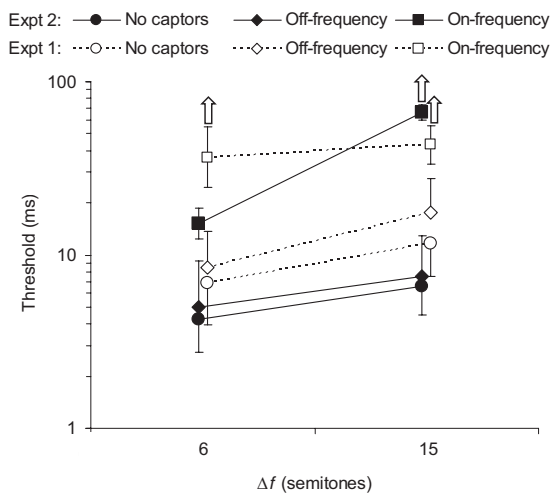 Expt 2: No captors Off-frequency On-frequency
Expt 1: No captors Off-frequency On-frequency
100
10
1
Threshold (ms)
6 15
Δf (semitones)